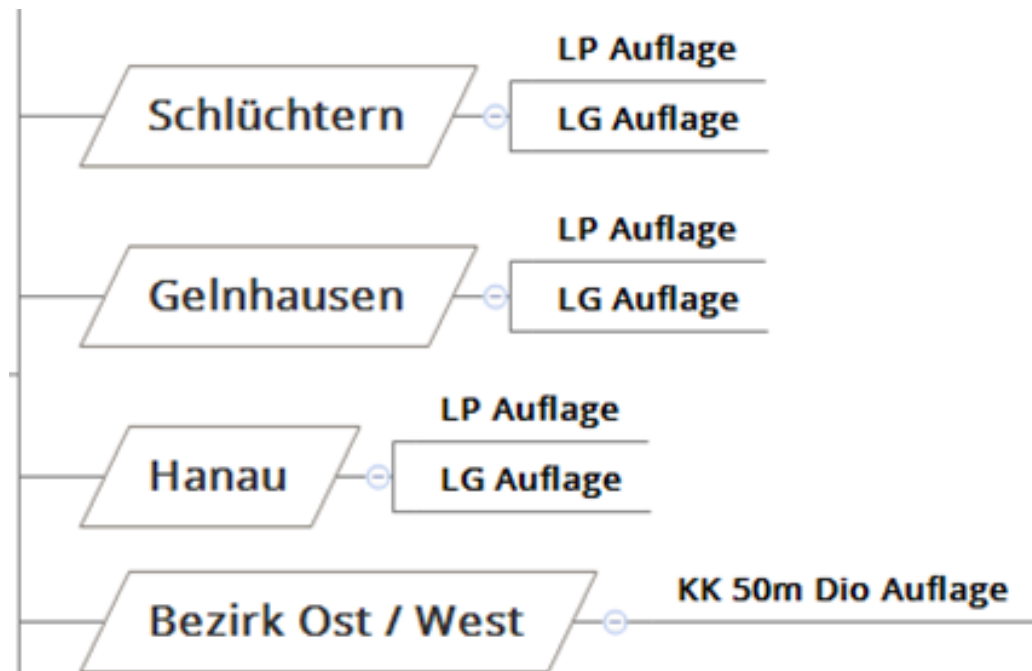 LP Auflage
Schlüchtern
LG Auflage
LP Auflage
Gelnhausen
LG Auflage
LP Auflage
Hanau
LG Auflage
KK 50m Dio Auflage
Bezirk Ost / West